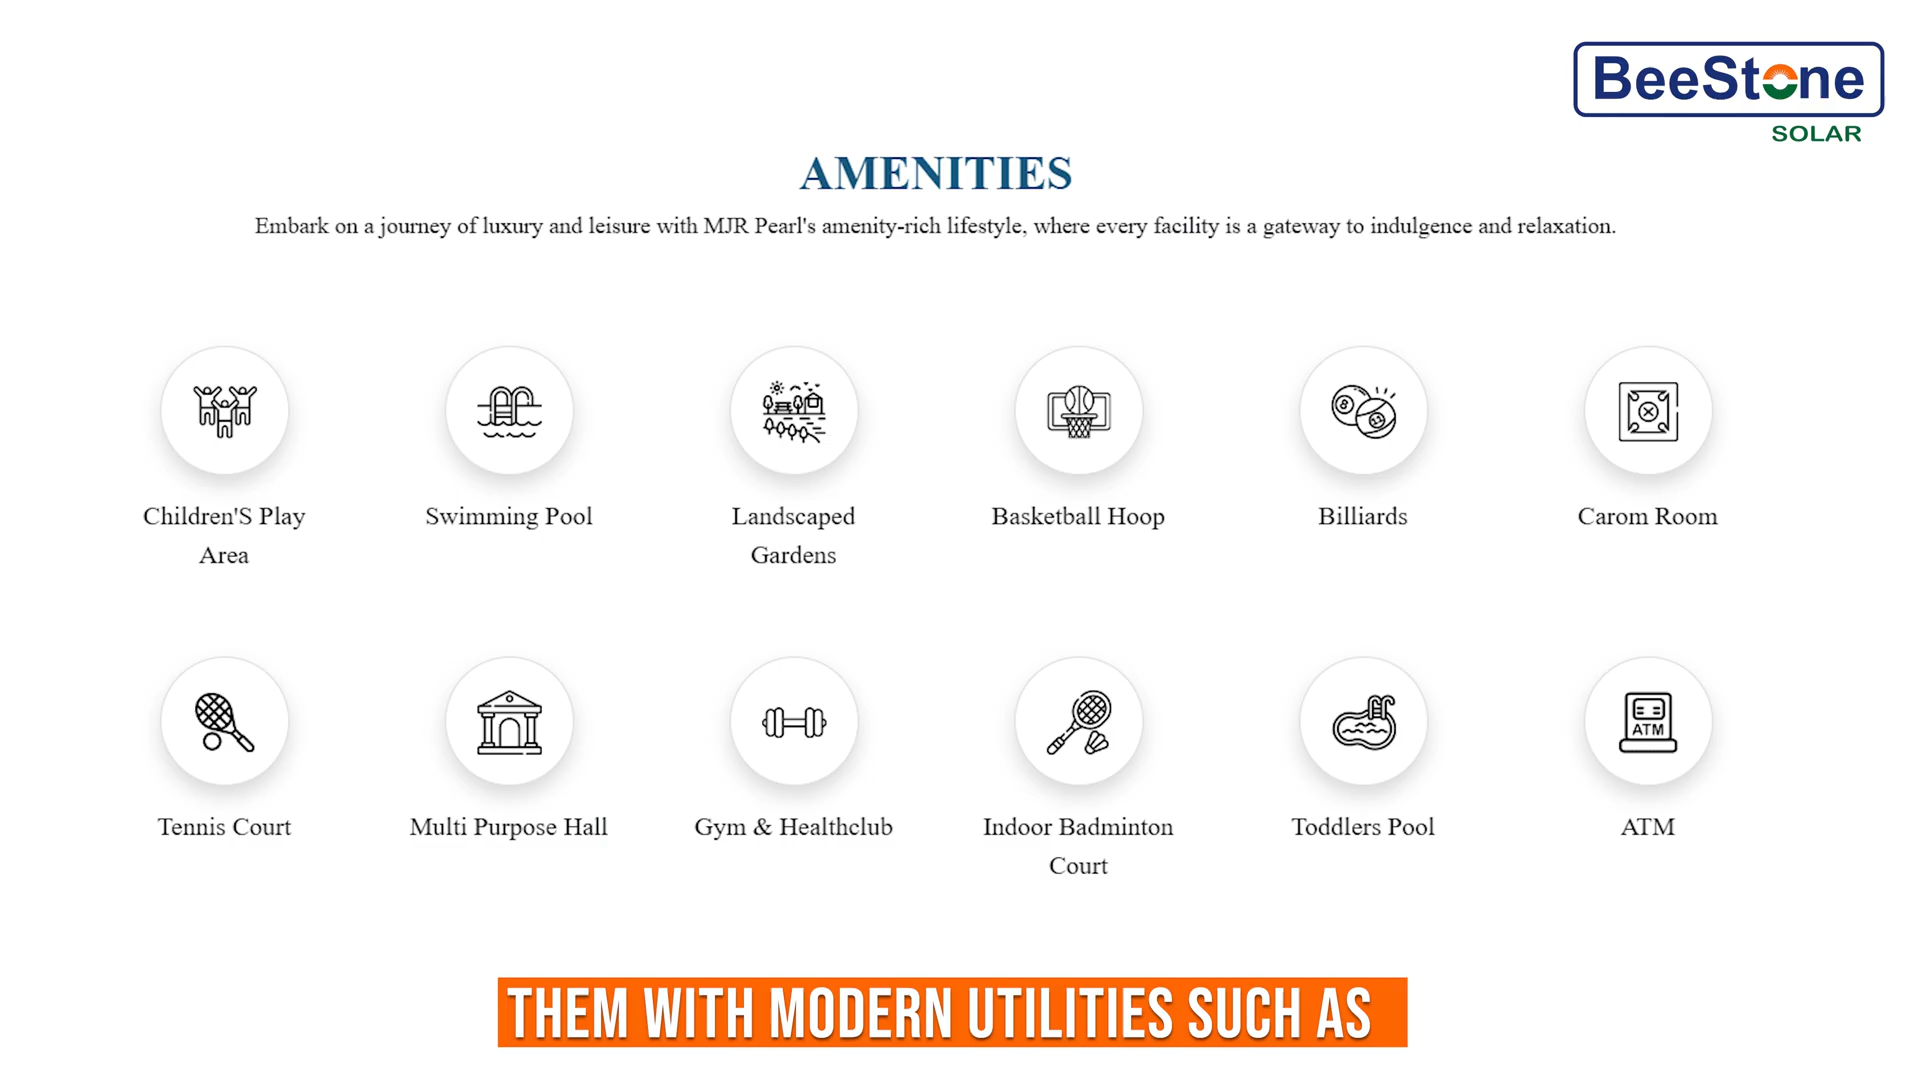 BeeStone
SOLAR
AMENITIES
Embark on a journey of luxury and leisure with MJR Pearl's amenity-rich lifestyle, where every facility is a gateway to indulgence and relaxation.
8
13
Children'S Play
Area
Swimming Pool
Landscaped
Gardens
Basketball Hoop
Billiards
Carom Room
ATM
Tennis Court
Multi Purpose Hall
Gym & Healthclub
Indoor Badminton
Court
Toddlers Pool
ATM
THEM WITH MODERN UTILITIES SUCH AS